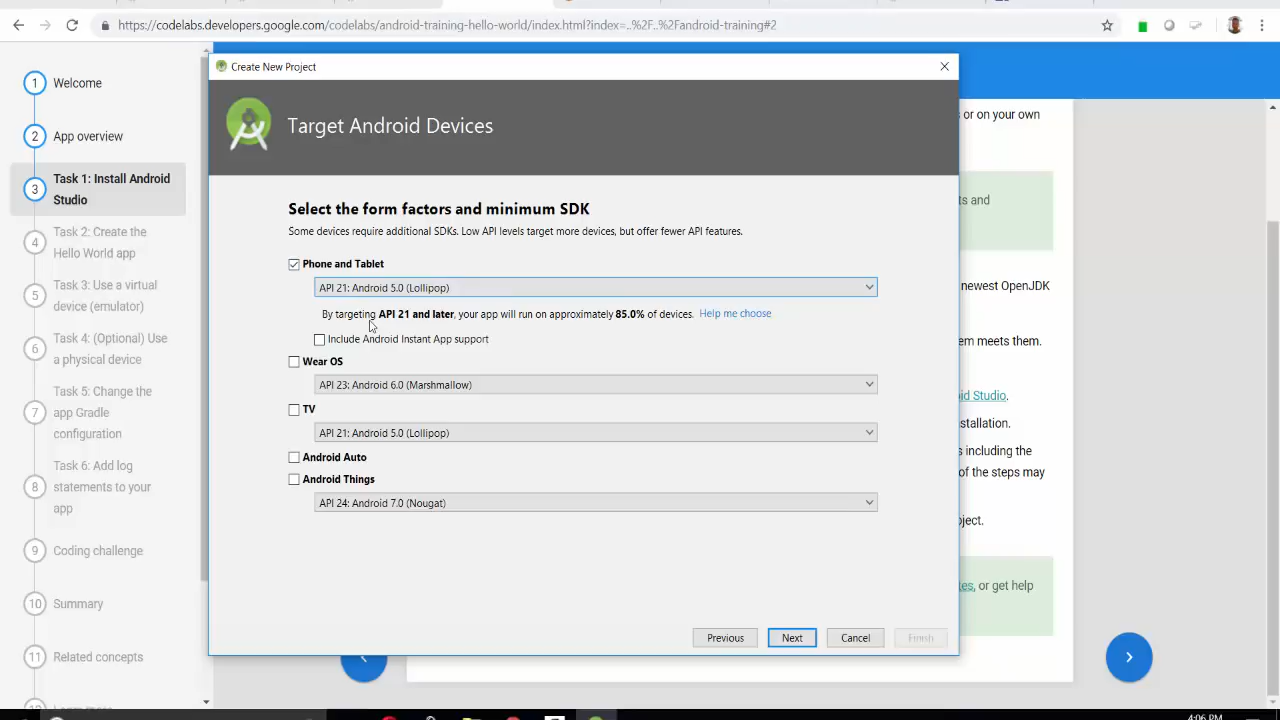 https://codelabs.developers.google.com/codelabs/android-training-hello-world/index.html?index=..%2F..%2Fandroid-training#2
1 Welcome
2 App overview
3 Task 1: Install Android
Studio
4 Task 2: Create the
Hello World app
5 Task 3: Use a virtual
device (emulator)
6 Task 4: (Optional) Use
a physical device
7 Task 5: Change the
app Gradle
configuration
8 Task 6: Add log
statements to your
app
9 Coding challenge
10 Summary
11 Related concepts
Create New Project
Target Android Devices
Select the form factors and minimum SDK
Some devices require additional SDKs. Low API levels target more devices, but offer fewer API features.
Phone and Tablet
API 21: Android 5.0 (Lollipop)
By targeting API 21 and later, your app will run on approximately 85.0% of devices. Help me choose
Include Android Instant App support
Wear OS
API 23: Android 6.0 (Marshmallow)
TV
API 21: Android 5.0 (Lollipop)
Android Auto
Android Things
API 24: Android 7.0 (Nougat)
Previous Next Cancel Finish
s or on your own
ts and
newest OpenJDK
em meets them.
id Studio.
stallation.
s including the
of the steps may
oject.
tes, or get help
4:06 PM